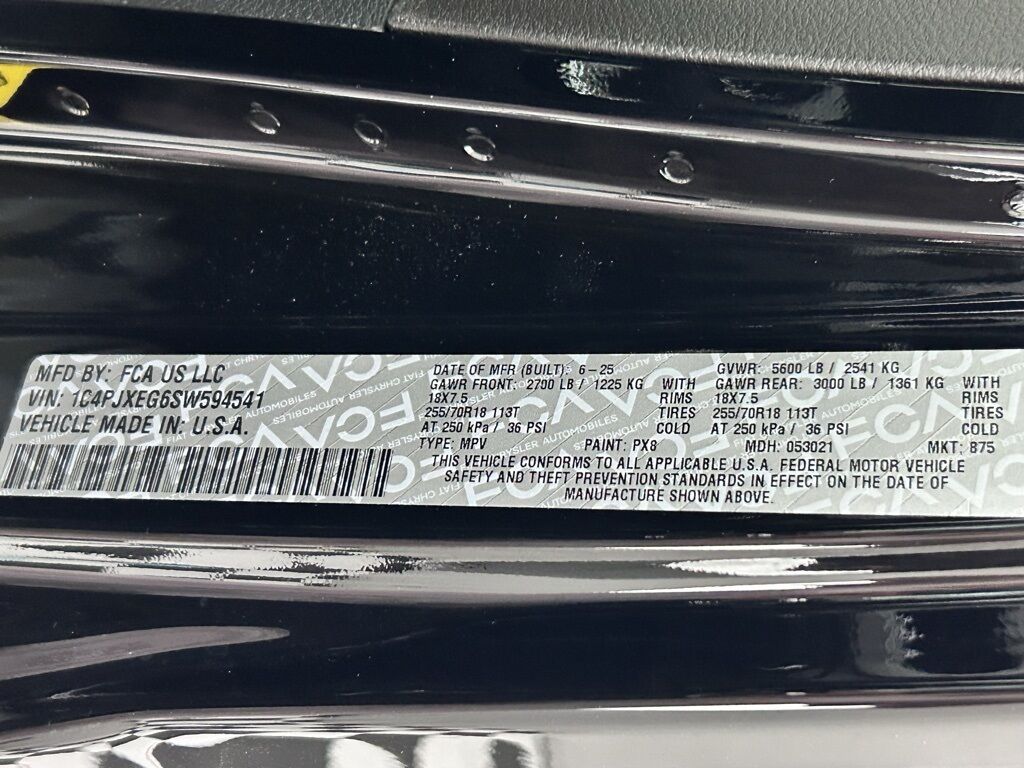 MFD BY: FCA US LLC
VIN: 1C4PJXEG6SW594541
VEHICLE MADE IN: U.S.A.
DATE OF MFR (BUILT): 6-25 GVWR: 5600 LB / 2541 KG
GAWR FRONT: 2700 LB / 1225 KG WITH GAWR REAR: 3000 LB / 1361 KG WITH
18X7.5 RIMS 18X7.5 RIMS
255/70R18 113T TIRES 255/70R18 113T TIRES
AT 250 kPa / 36 PSI COLD AT 250 kPa / 36 PSI COLD
TYPE: MPV PAINT: PX8 MDH: 053021 MKT: 875
THIS VEHICLE CONFORMS TO ALL APPLICABLE U.S.A. FEDERAL MOTOR VEHICLE
SAFETY AND THEFT PREVENTION STANDARDS IN EFFECT ON THE DATE OF
MANUFACTURE SHOWN ABOVE.